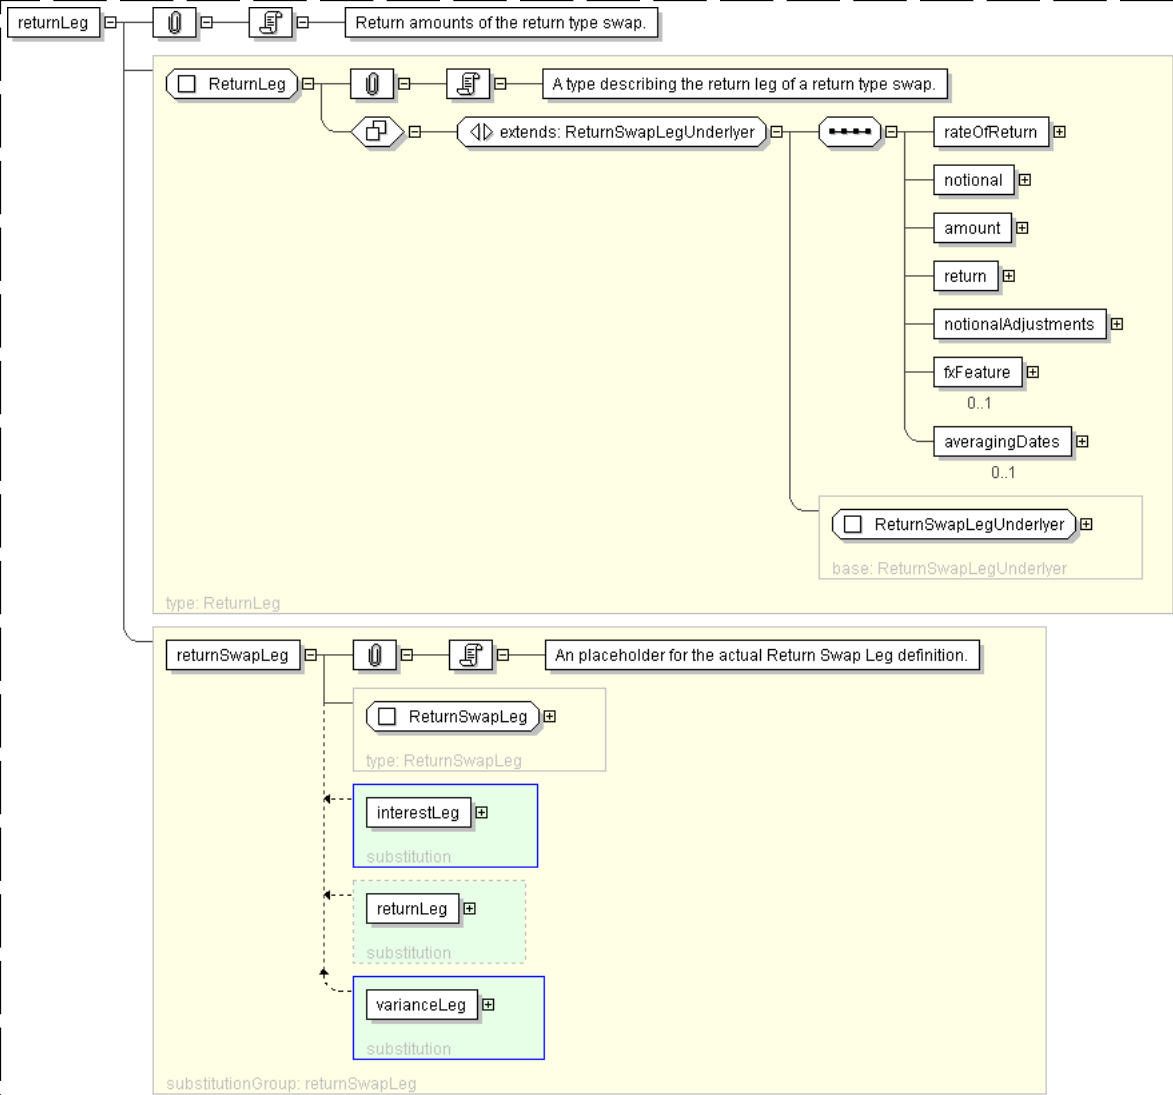 returnLeg
Return amounts of the return type swap.
ReturnLeg
A type describing the return leg of a return type swap.
extends: ReturnSwapLegUnderlyer
rateOfReturn
notional
amount
return
notionalAdjustments
fxFeature
0..1
averagingDates
0..1
ReturnSwapLegUnderlyer
base: ReturnSwapLegUnderlyer
type: ReturnLeg
returnSwapLeg
An placeholder for the actual Return Swap Leg definition.
ReturnSwapLeg
type: ReturnSwapLeg
interestLeg
substitution
returnLeg
substitution
varianceLeg
substitution
substitutionGroup: returnSwapLeg